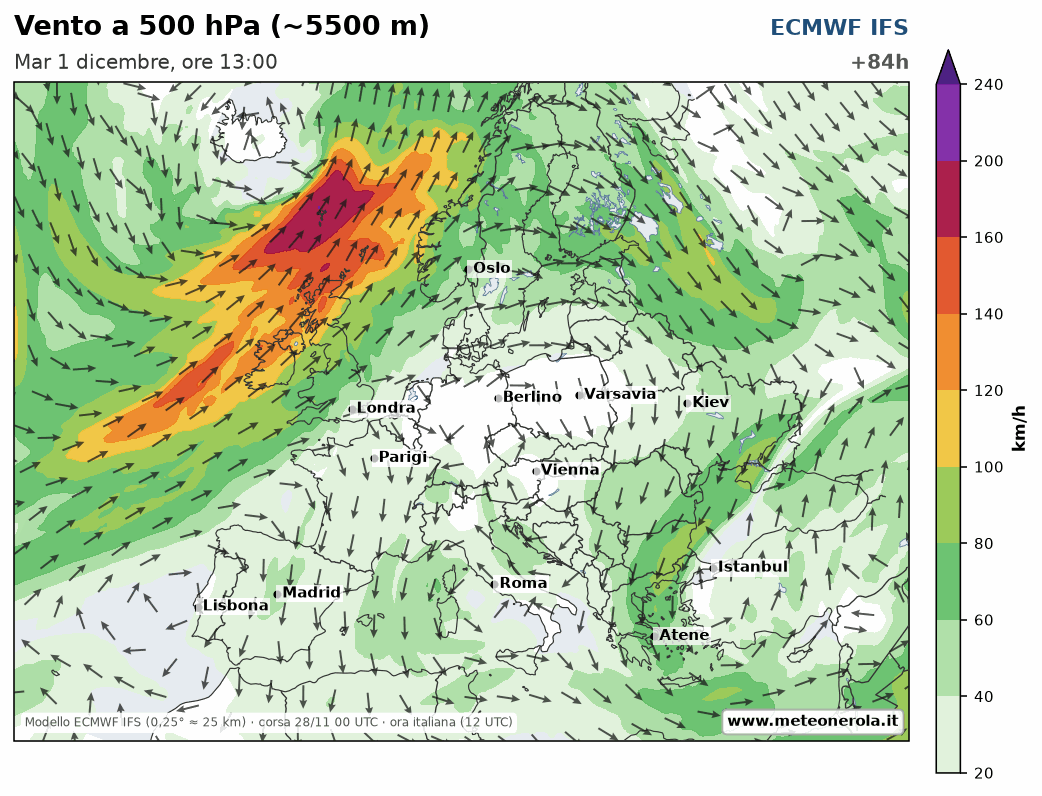 Vento a 500 hPa (~5500 m)
ECMWF IFS
Mar 1 dicembre, ore 13:00
+84h
240
200
160
140
120
100
80
60
40
20
km/h
Oslo
Londra
Berlino
Varsavia
Kiev
Parigi
Vienna
Istanbul
Roma
Madrid
Lisbona
Atene
Modello ECMWF IFS (0,25° ≈ 25 km) · corsa 28/11 00 UTC · ora italiana (12 UTC)
www.meteonerola.it